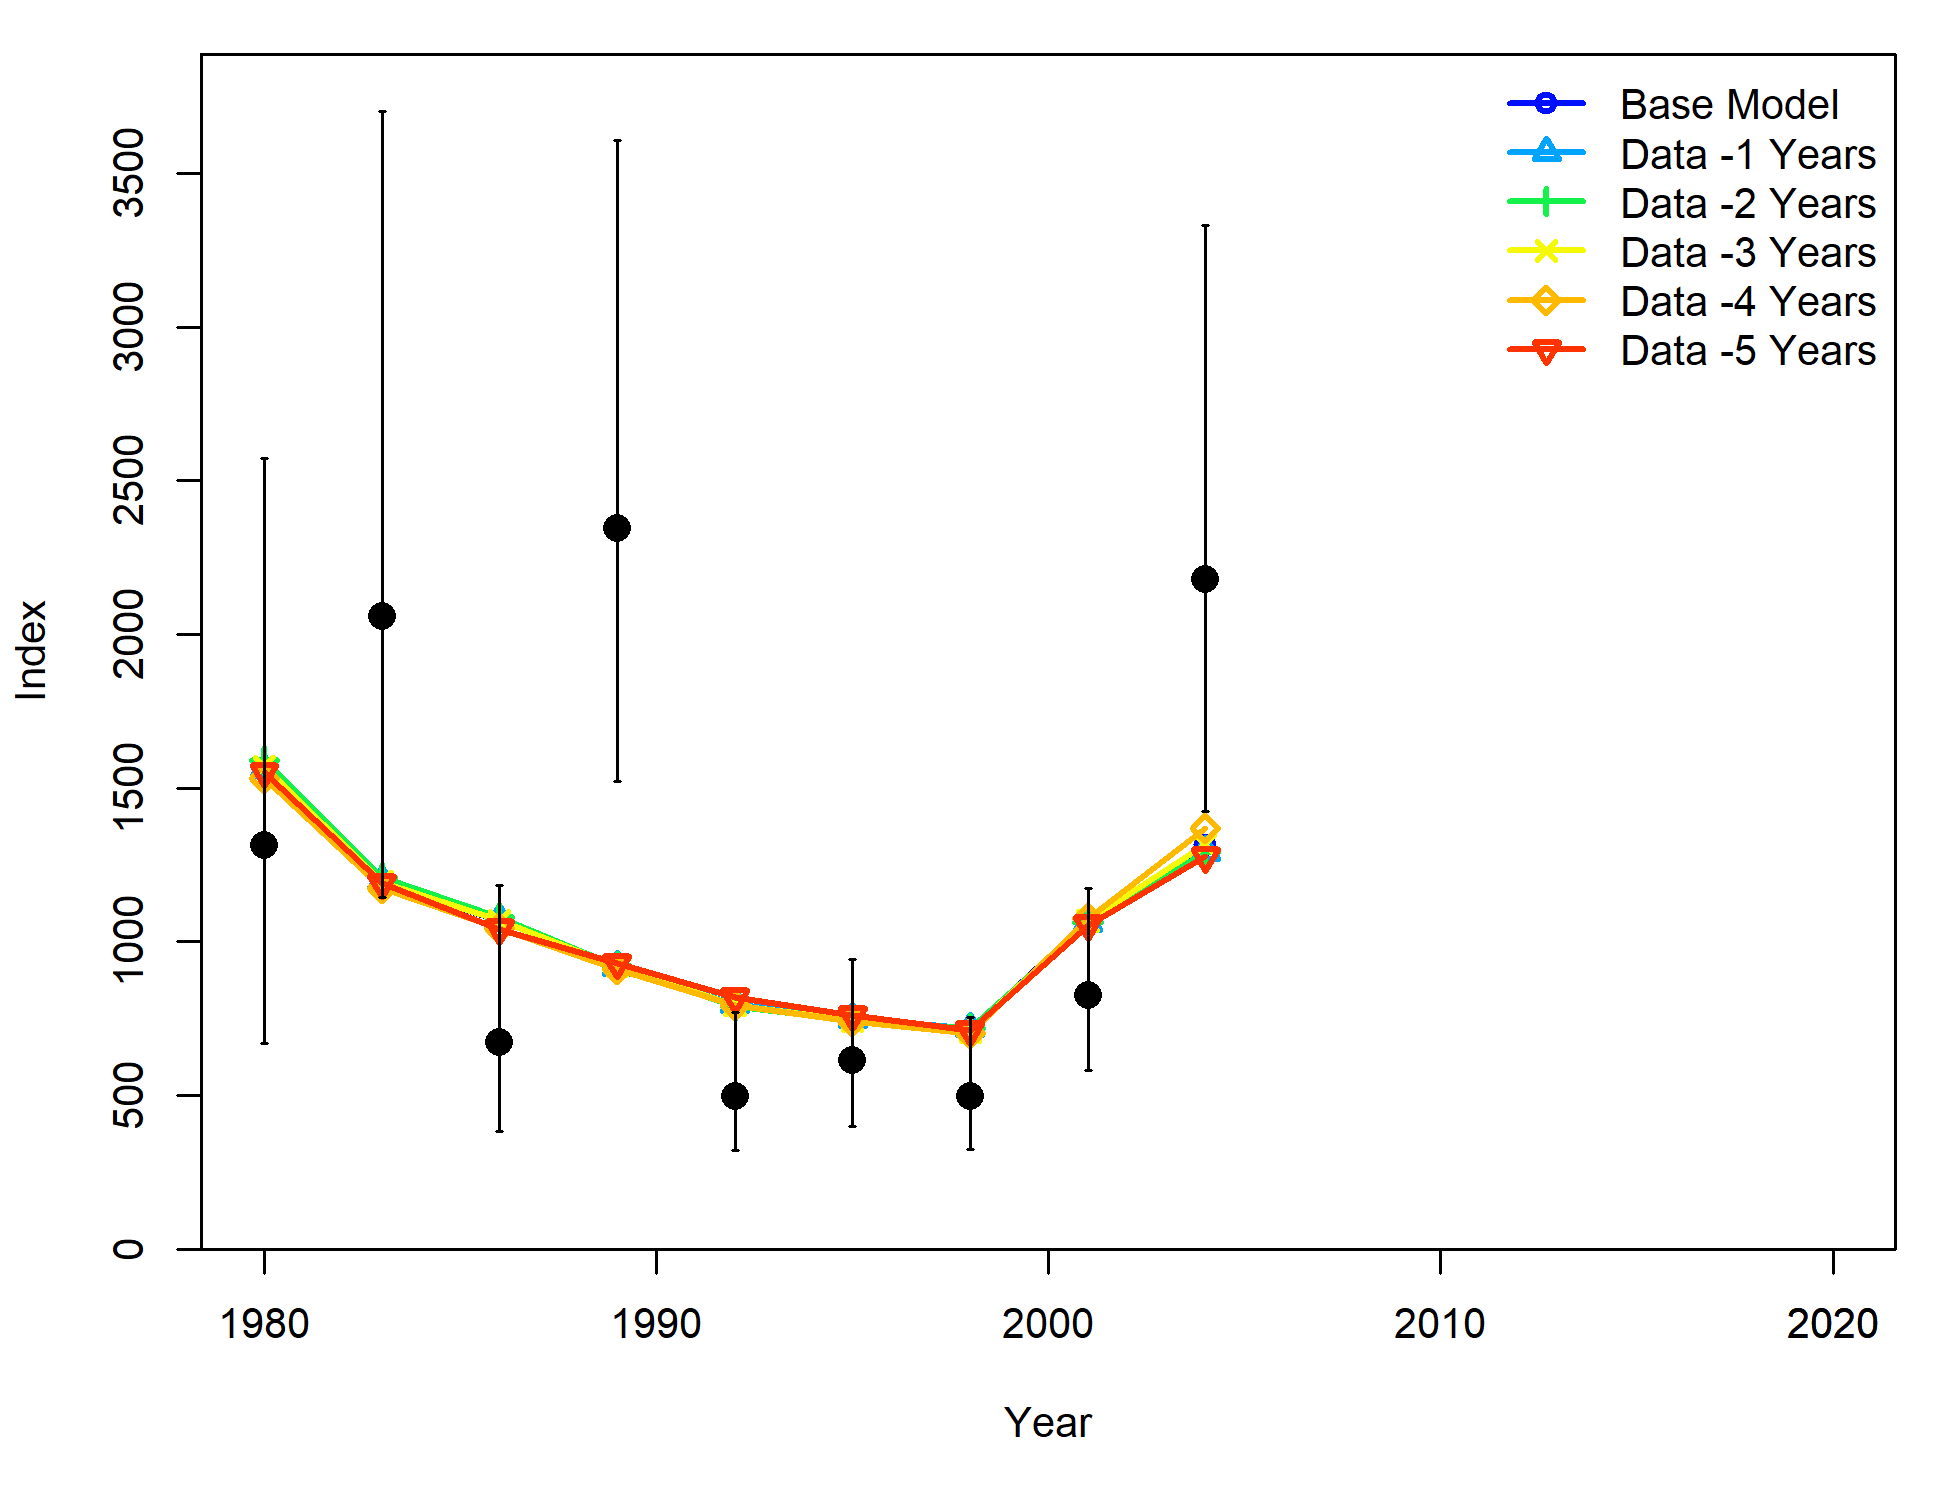 Base Model
Data -1 Years
Data -2 Years
Data -3 Years
Data -4 Years
Data -5 Years
3500
3000
2500
2000
1500
1000
500
0
Index
1980 1990 2000 2010 2020
Year